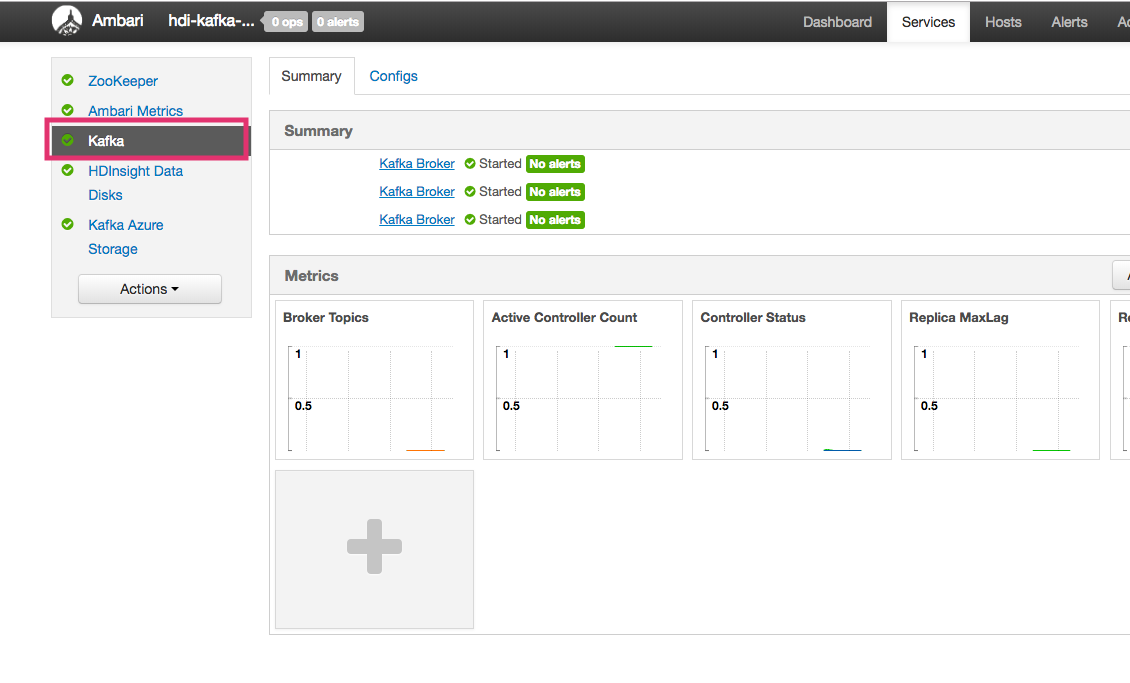 Ambari hdi-kafka-... 0 ops 0 alerts Dashboard Services Hosts Alerts
ZooKeeper
Ambari Metrics
Kafka
HDInsight Data
Disks
Kafka Azure
Storage
Actions
Summary Configs
Summary
Kafka Broker Started No alerts
Kafka Broker Started No alerts
Kafka Broker Started No alerts
Metrics
Broker Topics
1
0.5
Active Controller Count
1
0.5
Controller Status
1
0.5
Replica MaxLag
1
0.5